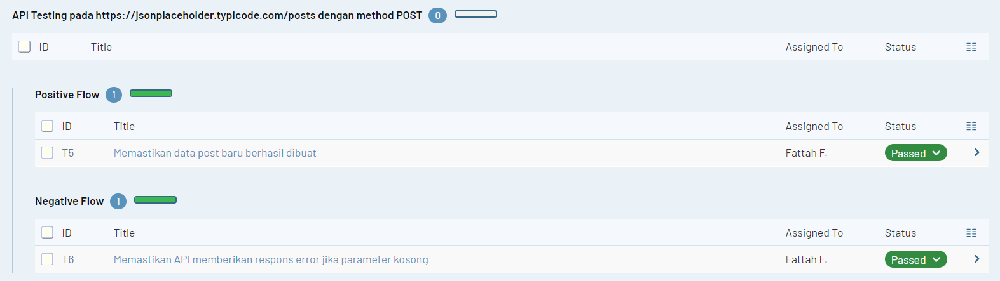 API Testing pada https://jsonplaceholder.typicode.com/posts dengan method POST 0
ID Title Assigned To Status
Positive Flow 1
ID Title Assigned To Status
T5 Memastikan data post baru berhasil dibuat Fattah F. Passed
Negative Flow 1
ID Title Assigned To Status
T6 Memastikan API memberikan respons error jika parameter kosong Fattah F. Passed